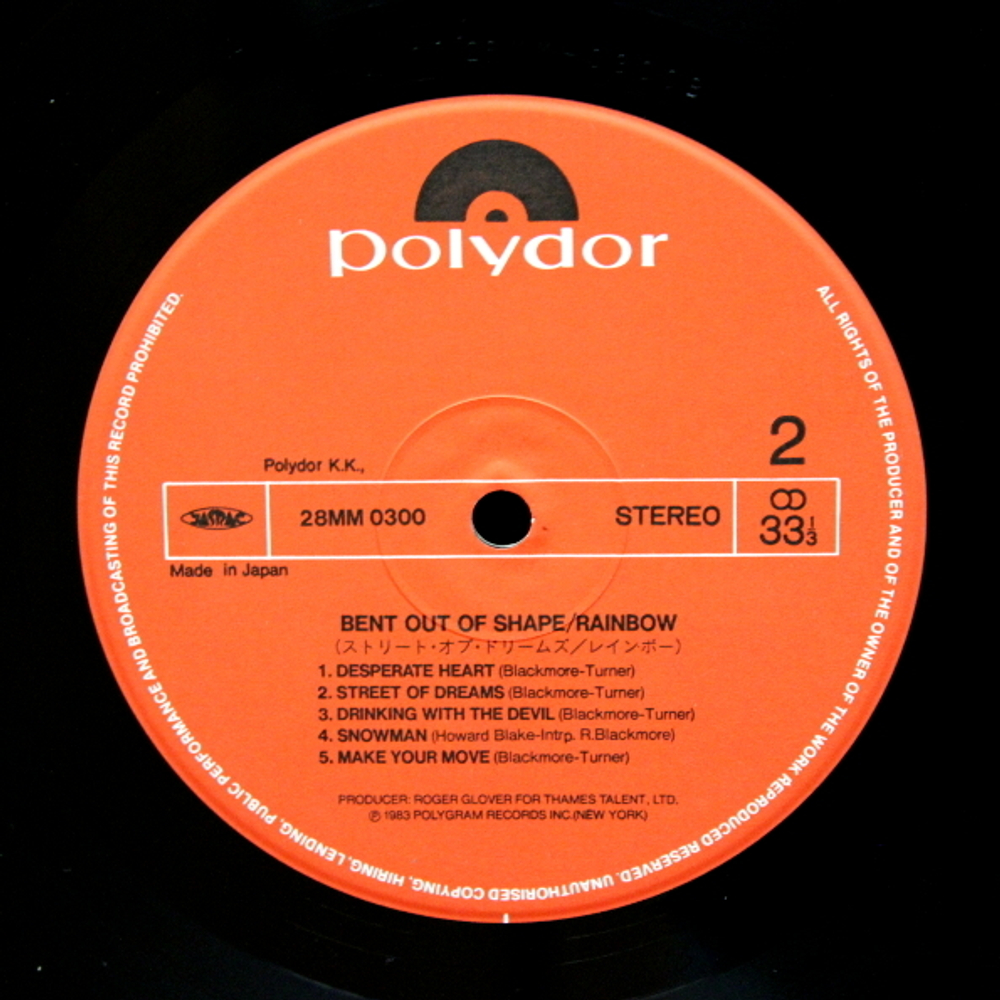 polydor
2
Polydor K.K.,
JASRAC
28MM 0300
STEREO
33 1/3
Made in Japan
BENT OUT OF SHAPE/RAINBOW
(ストリート・オブ・ドリームズ/レインボー)
1. DESPERATE HEART (Blackmore-Turner)
2. STREET OF DREAMS (Blackmore-Turner)
3. DRINKING WITH THE DEVIL (Blackmore-Turner)
4. SNOWMAN (Howard Blake-Intrp. R.Blackmore)
5. MAKE YOUR MOVE (Blackmore-Turner)
PRODUCER: ROGER GLOVER FOR THAMES TALENT, LTD.
℗ 1983 POLYGRAM RECORDS INC.(NEW YORK)
ALL RIGHTS OF THE PRODUCER AND OF THE OWNER OF THE WORK REPRODUCED RESERVED. UNAUTHORISED COPYING, HIRING, LENDING, PUBLIC PERFORMANCE AND BROADCASTING OF THIS RECORD PROHIBITED.